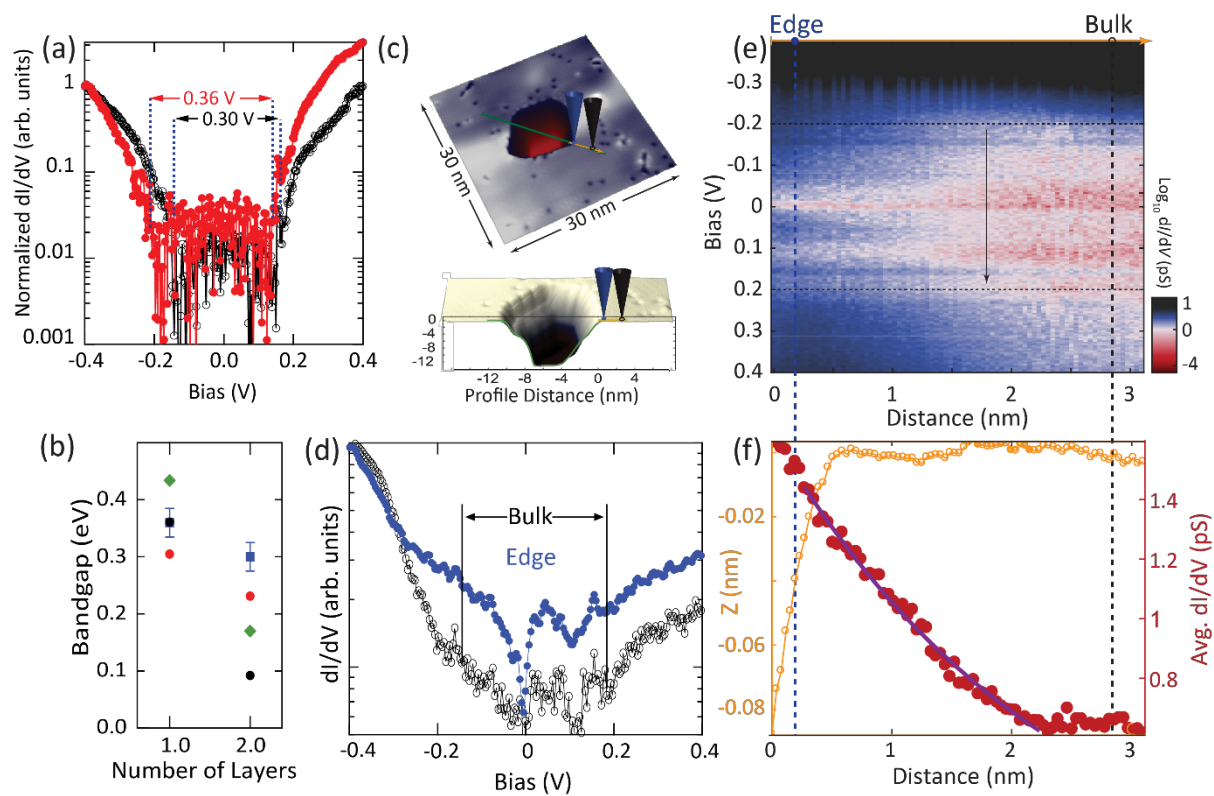 (a)
Normalized dI/dV (arb. units)
1
0.1
0.01
0.001
0.36 V
0.30 V
-0.4 -0.2 0.0 0.2 0.4
Bias (V)
(c)
30 nm
30 nm
0
-4
-8
-12
-12 -8 -4 0 4
Profile Distance (nm)
Edge
Bulk
(e)
Bias (V)
-0.3
-0.2
-0.1
0
0.1
0.2
0.3
0.4
0 1 2 3
Distance (nm)
Log10 dI/dV (pS)
1
0
-4
(b)
Bandgap (eV)
0.4
0.3
0.2
0.1
0.0
1.0 2.0
Number of Layers
(d)
dI/dV (arb. units)
Bulk
Edge
-0.4 -0.2 0 0.2 0.4
Bias (V)
(f)
Z (nm)
-0.02
-0.04
-0.06
-0.08
Avg. dI/dV (pS)
1.4
1.2
1
0.8
0 1 2 3
Distance (nm)